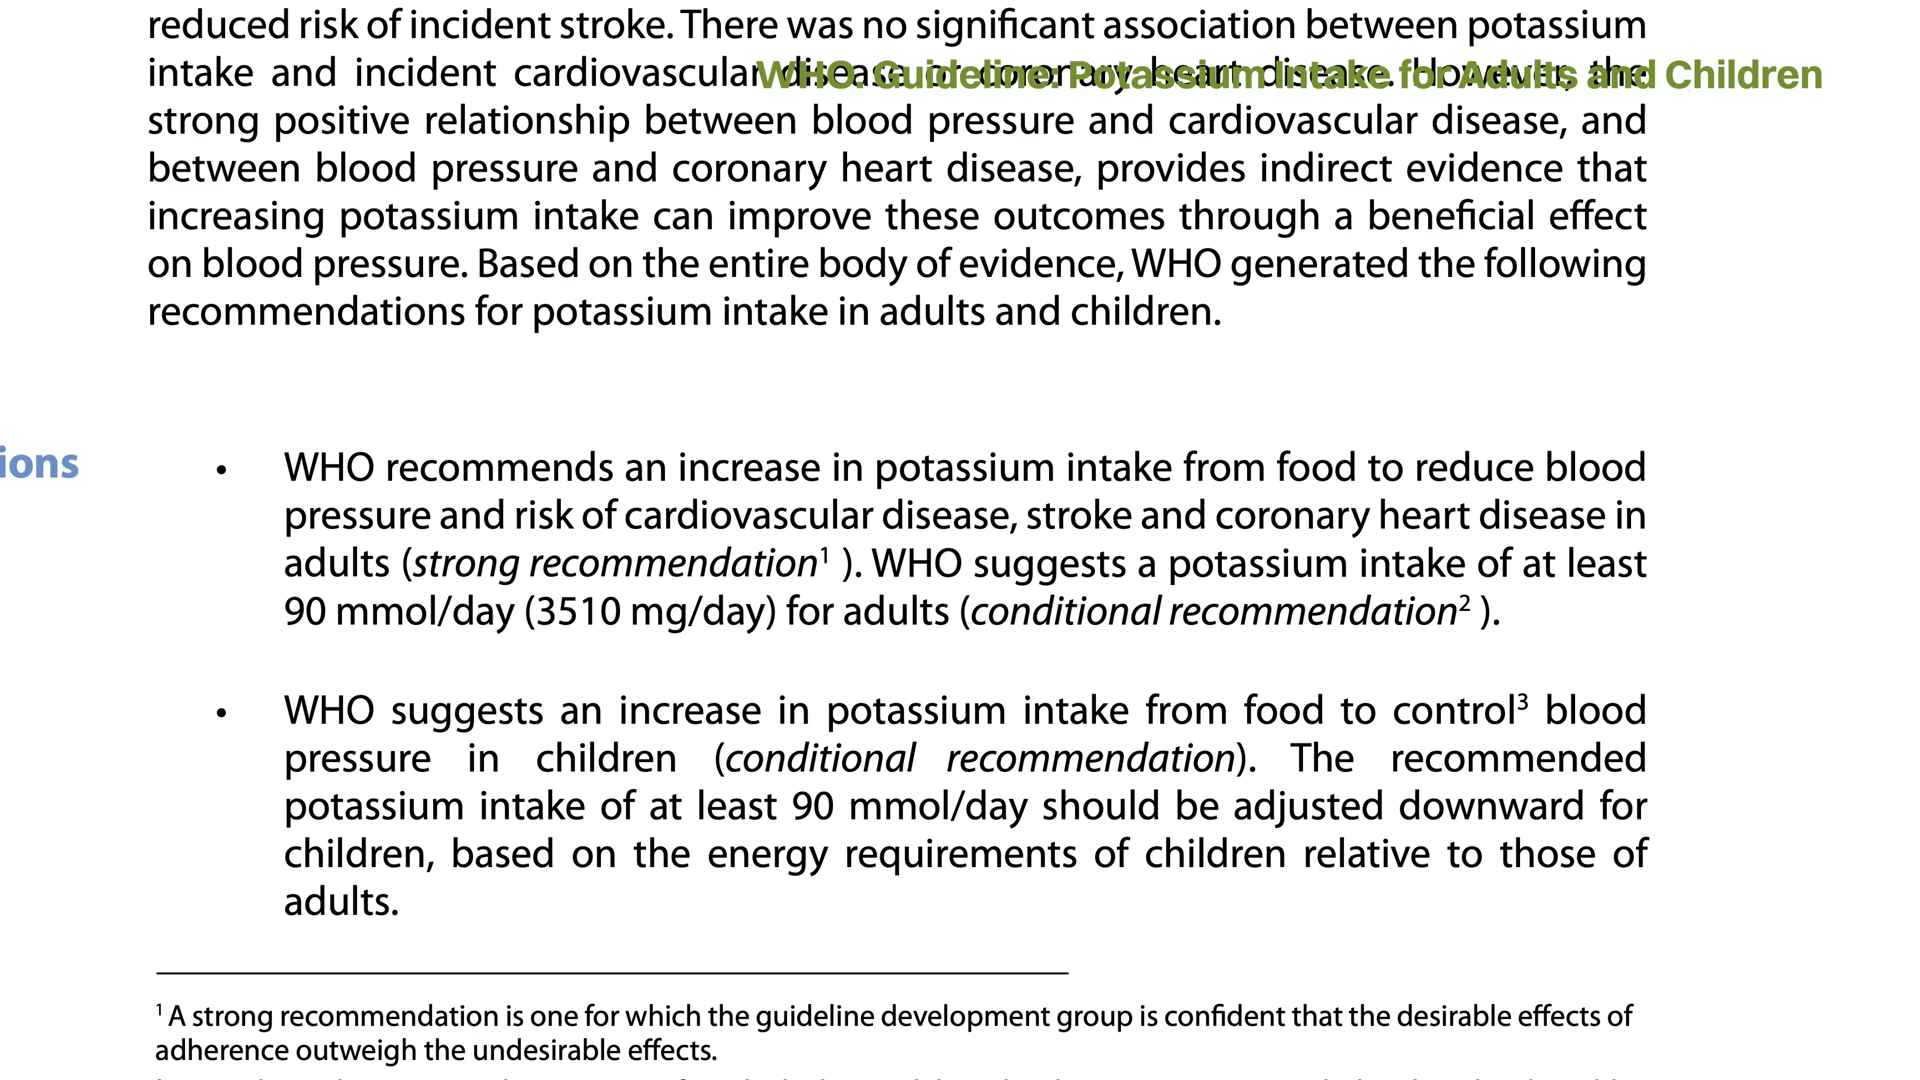 reduced risk of incident stroke. There was no significant association between potassium
intake and incident cardiovascular disease or coronary heart disease. However, the
WHO. Guideline: Potassium Intake for Adults and Children
strong positive relationship between blood pressure and cardiovascular disease, and
between blood pressure and coronary heart disease, provides indirect evidence that
increasing potassium intake can improve these outcomes through a beneficial effect
on blood pressure. Based on the entire body of evidence, WHO generated the following
recommendations for potassium intake in adults and children.
ions
• WHO recommends an increase in potassium intake from food to reduce blood
pressure and risk of cardiovascular disease, stroke and coronary heart disease in
adults (strong recommendation¹ ). WHO suggests a potassium intake of at least
90 mmol/day (3510 mg/day) for adults (conditional recommendation² ).
• WHO suggests an increase in potassium intake from food to control³ blood
pressure in children (conditional recommendation). The recommended
potassium intake of at least 90 mmol/day should be adjusted downward for
children, based on the energy requirements of children relative to those of
adults.
¹ A strong recommendation is one for which the guideline development group is confident that the desirable effects of
adherence outweigh the undesirable effects.